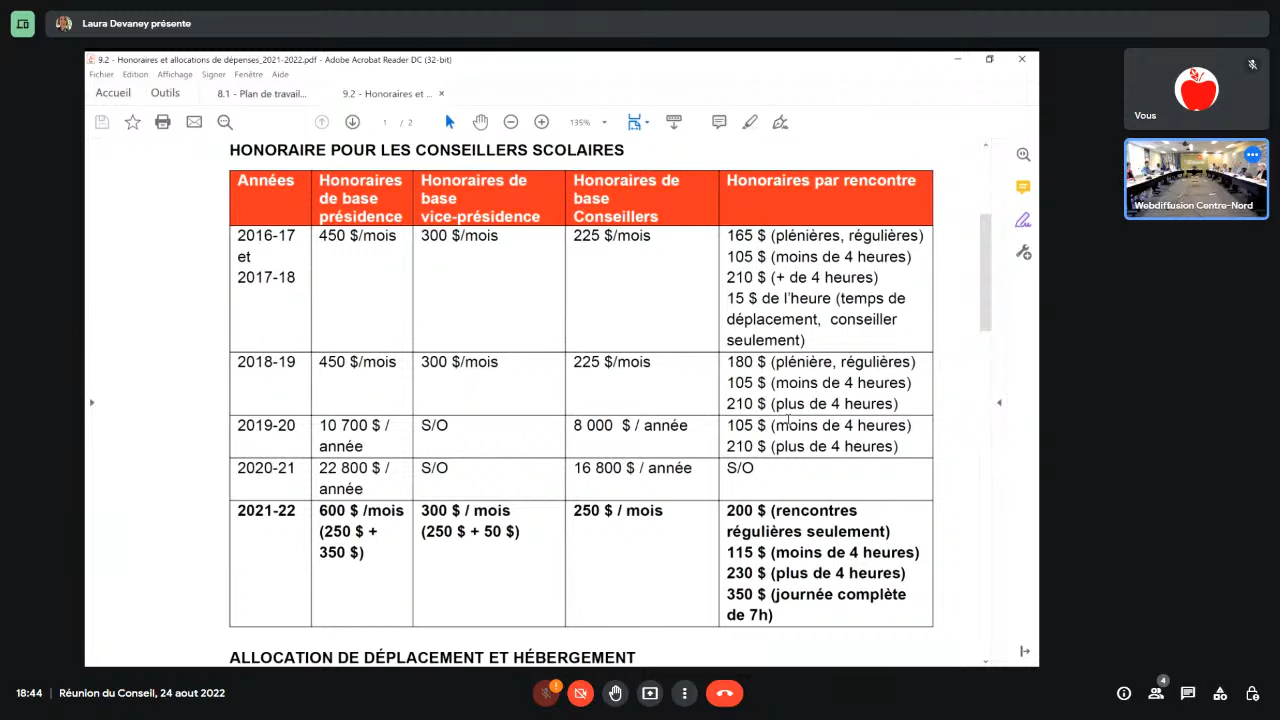 Laura Devaney présente
9.2 - Honoraires et allocations de dépenses_2021-2022.pdf - Adobe Acrobat Reader DC (32-bit)
Fichier Edition Affichage Signer Fenêtre Aide
Accueil Outils 8.1 - Plan de travail... 9.2 - Honoraires et ... ×
1 / 2 135%
HONORAIRE POUR LES CONSEILLERS SCOLAIRES
Années
Honoraires
de base
présidence
Honoraires de
base
vice-présidence
Honoraires de
base
Conseillers
Honoraires par rencontre
2016-17
et
2017-18
450 $/mois
300 $/mois
225 $/mois
165 $ (plénières, régulières)
105 $ (moins de 4 heures)
210 $ (+ de 4 heures)
15 $ de l'heure (temps de
déplacement, conseiller
seulement)
2018-19
450 $/mois
300 $/mois
225 $/mois
180 $ (plénière, régulières)
105 $ (moins de 4 heures)
210 $ (plus de 4 heures)
2019-20
10 700 $ /
année
S/O
8 000 $ / année
105 $ (moins de 4 heures)
210 $ (plus de 4 heures)
2020-21
22 800 $ /
année
S/O
16 800 $ / année
S/O
2021-22
600 $ /mois
(250 $ +
350 $)
300 $ / mois
(250 $ + 50 $)
250 $ / mois
200 $ (rencontres
régulières seulement)
115 $ (moins de 4 heures)
230 $ (plus de 4 heures)
350 $ (journée complète
de 7h)
ALLOCATION DE DÉPLACEMENT ET HÉBERGEMENT
Vous
Webdiffusion Centre-Nord
18:44 Réunion du Conseil, 24 aout 2022
!
4